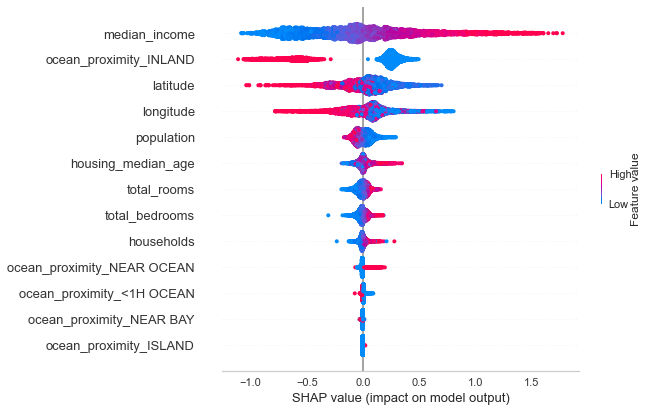 median_income
ocean_proximity_INLAND
latitude
longitude
population
housing_median_age
total_rooms
total_bedrooms
households
ocean_proximity_NEAR OCEAN
ocean_proximity_<1H OCEAN
ocean_proximity_NEAR BAY
ocean_proximity_ISLAND
−1.0 −0.5 0.0 0.5 1.0 1.5
SHAP value (impact on model output)
High
Low
Feature value